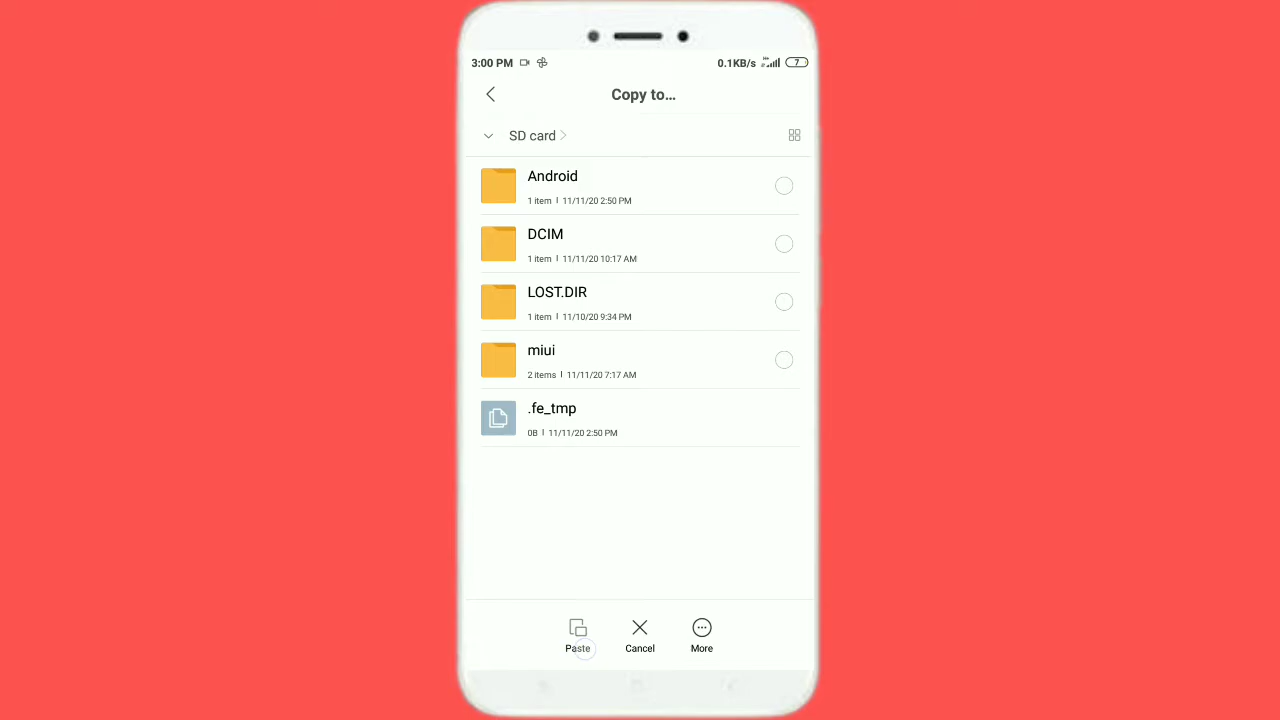 3:00 PM 0.1KB/s 7
Copy to...
SD card
Android
1 item | 11/11/20 2:50 PM
DCIM
1 item | 11/11/20 10:17 AM
LOST.DIR
1 item | 11/10/20 9:34 PM
miui
2 items | 11/11/20 7:17 AM
.fe_tmp
0B | 11/11/20 2:50 PM
Paste Cancel More